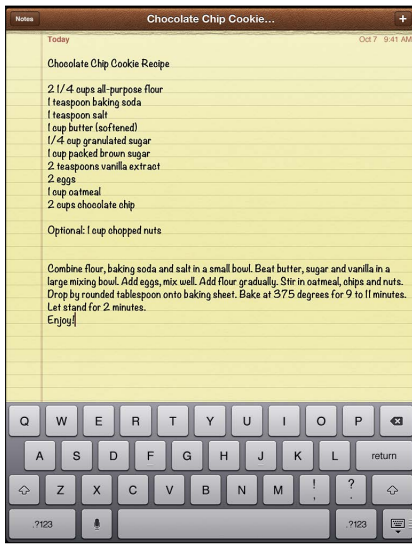 Notes
Chocolate Chip Cookie...
+
Today
Oct 7 9:41 AM
Chocolate Chip Cookie Recipe
2 1/4 cups all-purpose flour
1 teaspoon baking soda
1 teaspoon salt
1 cup butter (softened)
1/4 cup granulated sugar
1 cup packed brown sugar
2 teaspoons vanilla extract
2 eggs
1 cup oatmeal
2 cups chocolate chip
Optional: 1 cup chopped nuts
Combine flour, baking soda and salt in a small bowl. Beat butter, sugar and vanilla in a
large mixing bowl. Add eggs, mix well. Add flour gradually. Stir in oatmeal, chips and nuts.
Drop by rounded tablespoon onto baking sheet. Bake at 375 degrees for 9 to 11 minutes.
Let stand for 2 minutes.
Enjoy!
Q W E R T Y U I O P
A S D F G H J K L return
Z X C V B N M ! , ? .
.?123 .?123